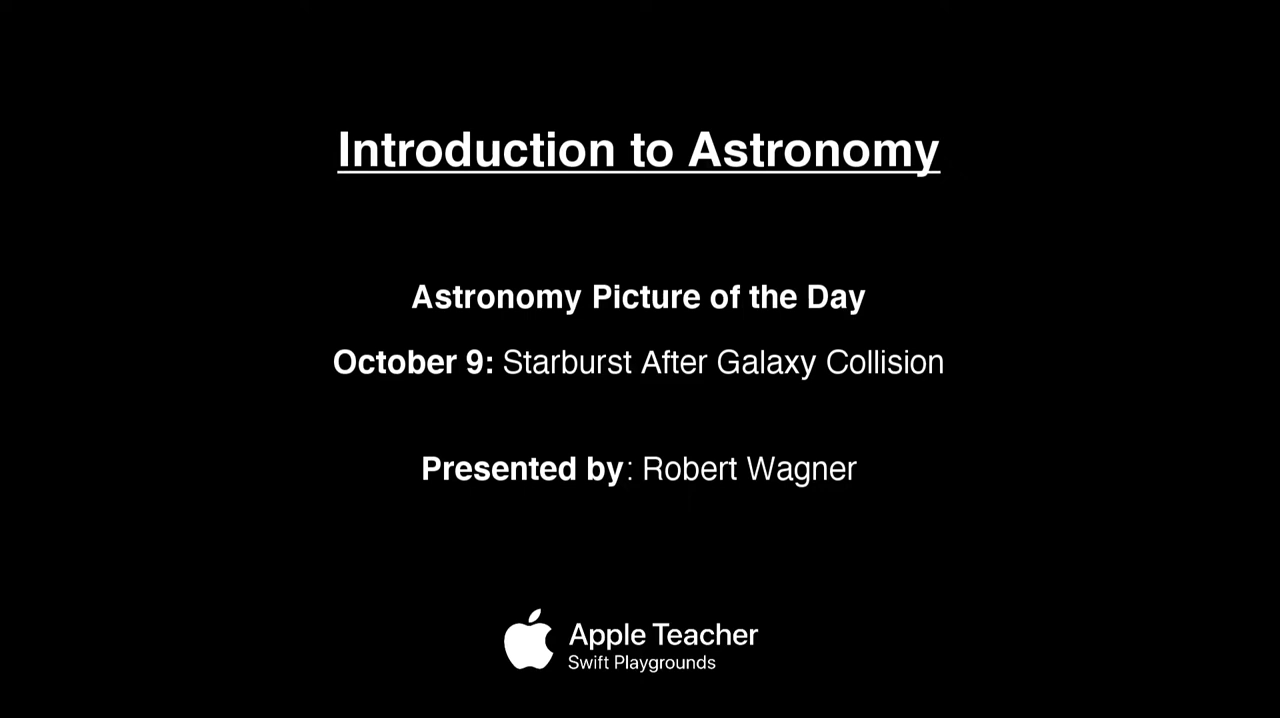 Introduction to Astronomy
Astronomy Picture of the Day
October 9: Starburst After Galaxy Collision
Presented by: Robert Wagner
Apple Teacher
Swift Playgrounds